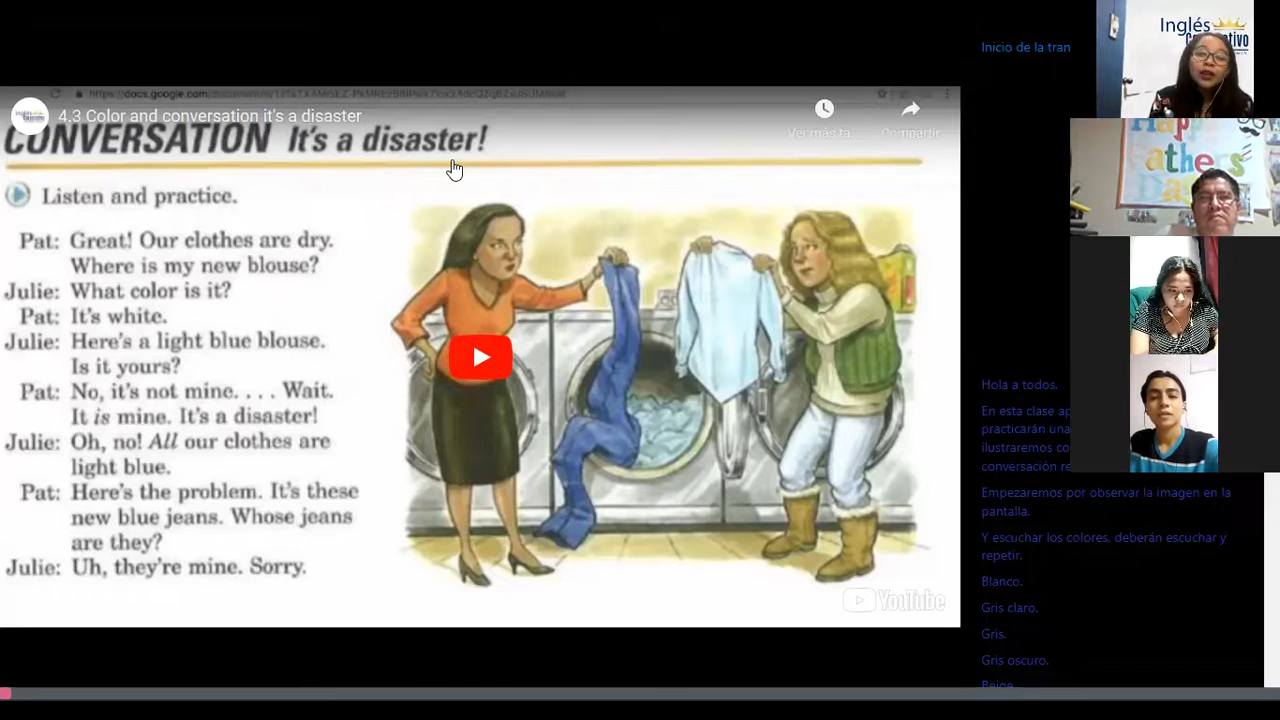 Inglés
Inicio de la tran
4.3 Color and conversation it's a disaster
Ver más ta
Compartir
CONVERSATION It's a disaster!
Listen and practice.
Pat: Great! Our clothes are dry.
Where is my new blouse?
Julie: What color is it?
Pat: It's white.
Julie: Here's a light blue blouse.
Is it yours?
Pat: No, it's not mine. . . . Wait.
It is mine. It's a disaster!
Julie: Oh, no! All our clothes are
light blue.
Pat: Here's the problem. It's these
new blue jeans. Whose jeans
are they?
Julie: Uh, they're mine. Sorry.
YouTube
Hola a todos.
En esta clase ap
practicarán una
ilustraremos co
conversación re
Empezaremos por observar la imagen en la
pantalla.
Y escuchar los colores, deberán escuchar y
repetir.
Blanco.
Gris claro.
Gris.
Gris oscuro.
Beige